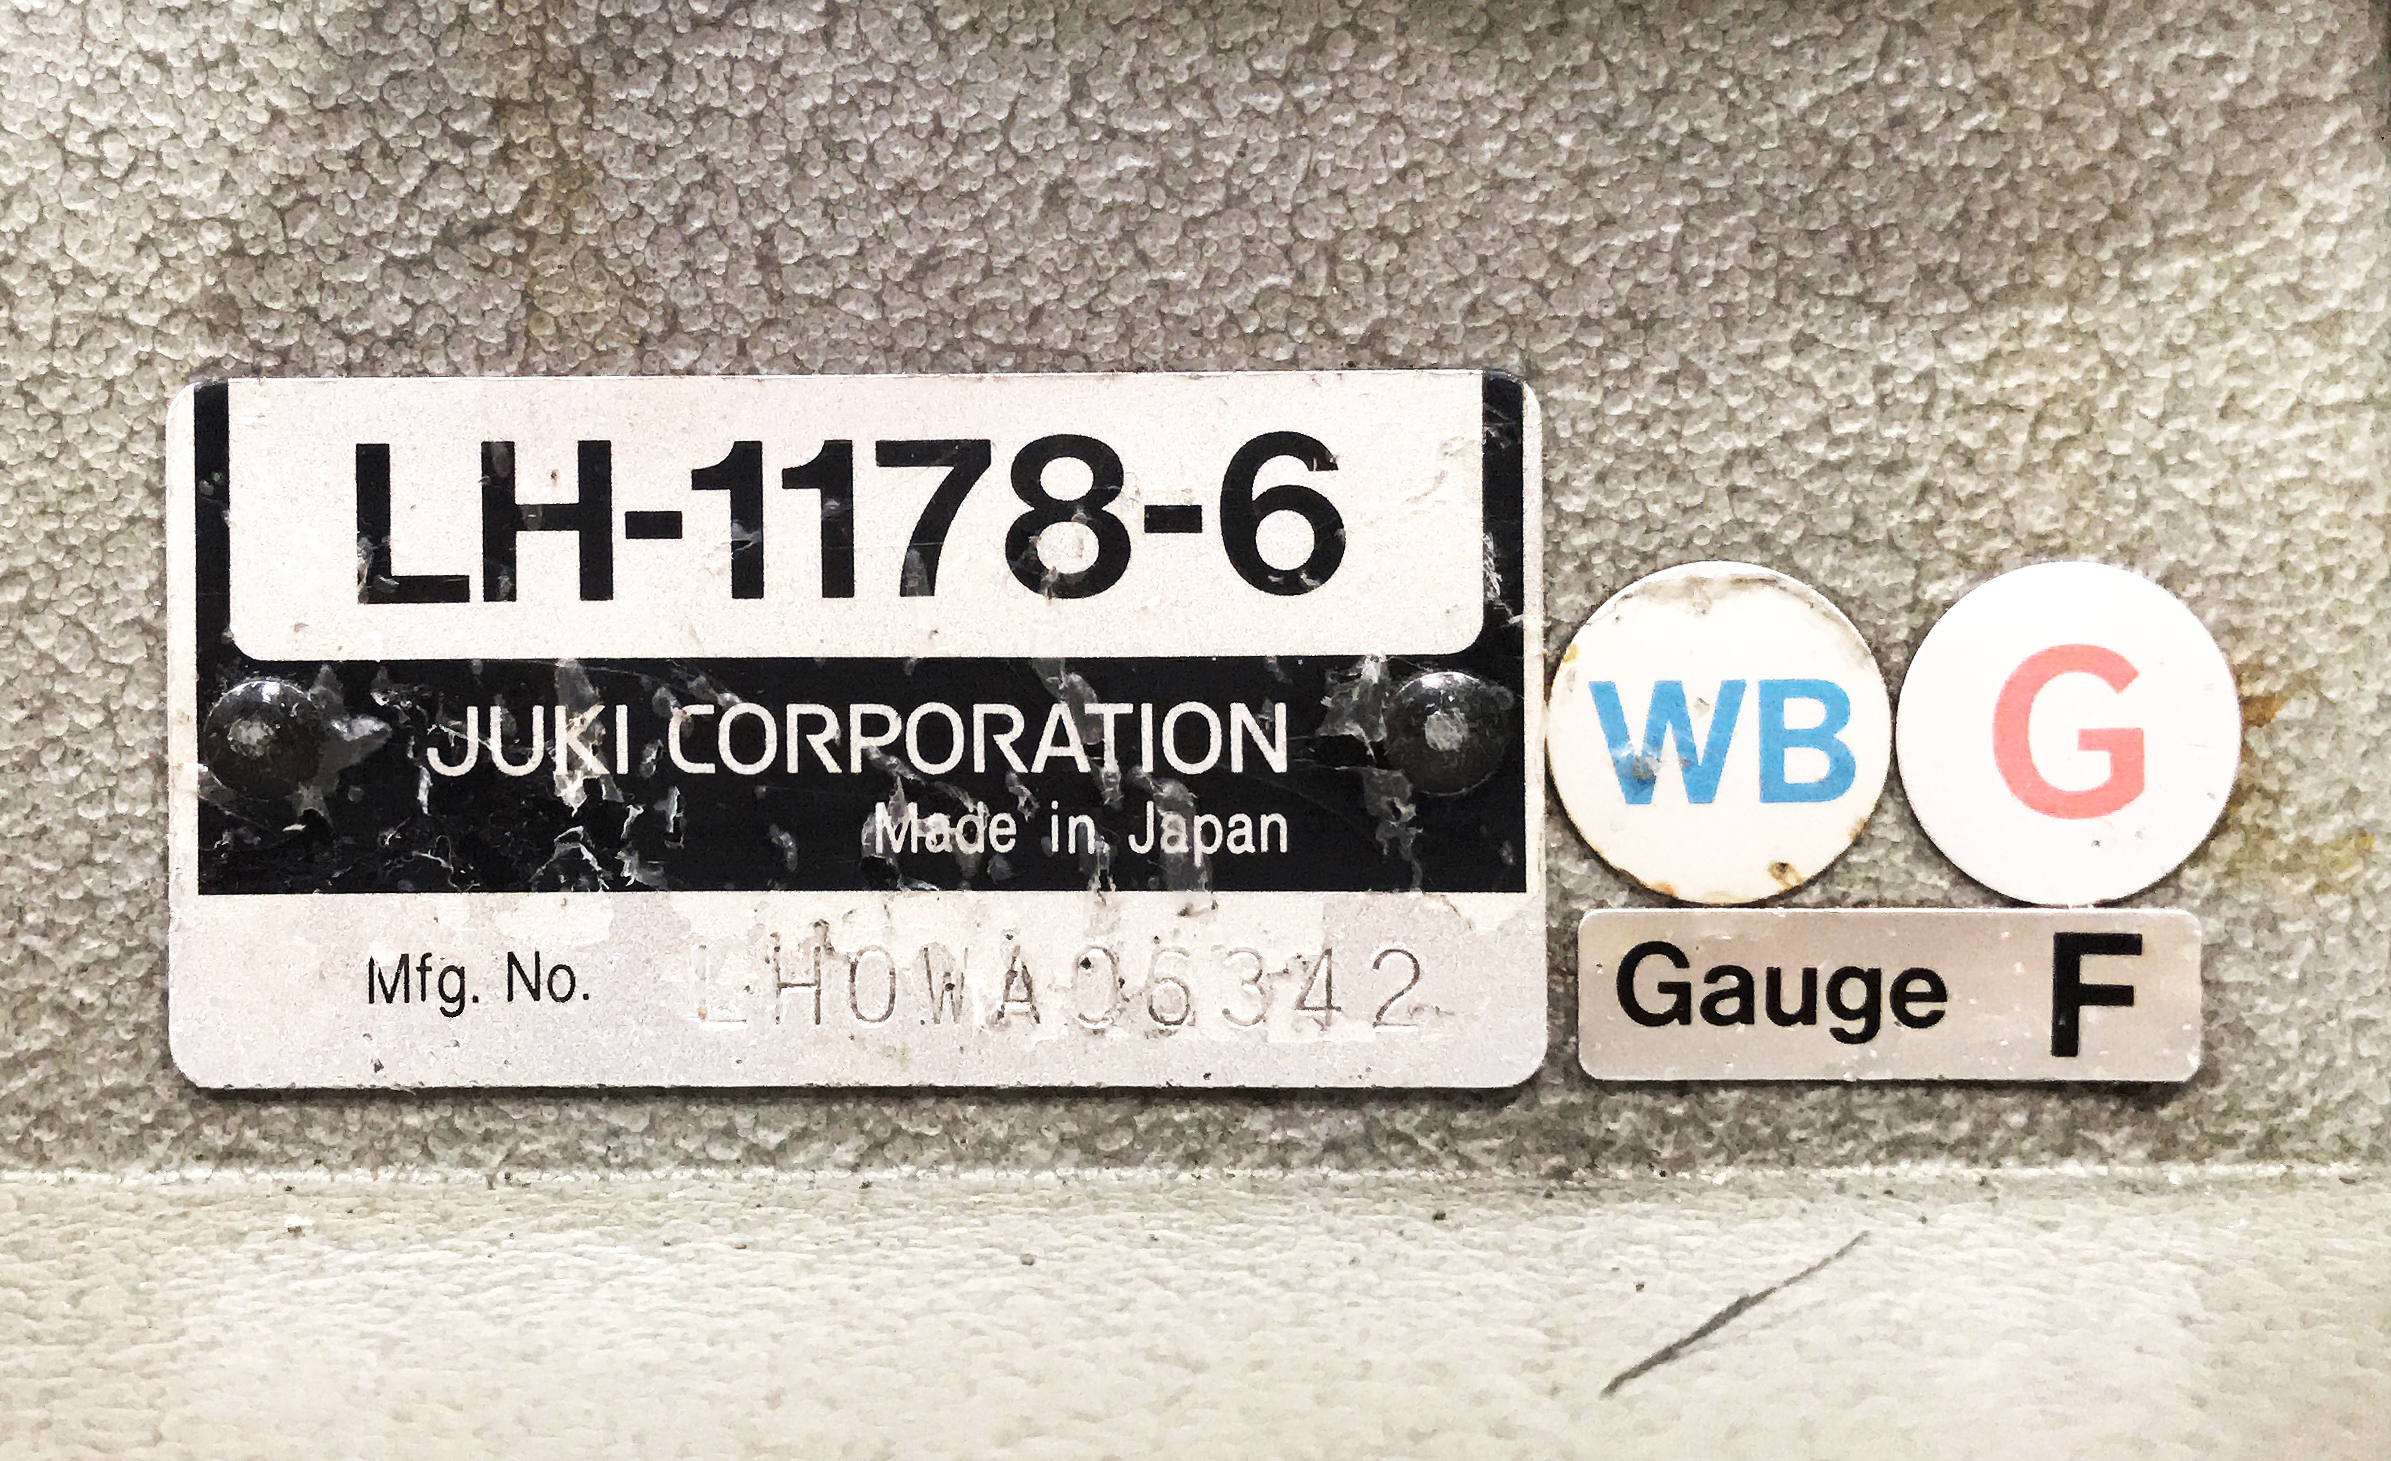 LH-1178-6
JUKI CORPORATION
Made in Japan
Mfg. No. LH0WA06342
WB
G
Gauge F